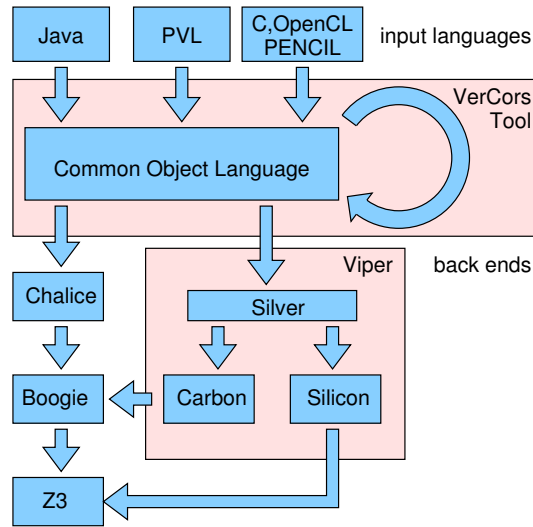 Java
PVL
C,OpenCL
PENCIL
input languages
VerCors
Tool
Common Object Language
Viper
back ends
Chalice
Silver
Boogie
Carbon
Silicon
Z3